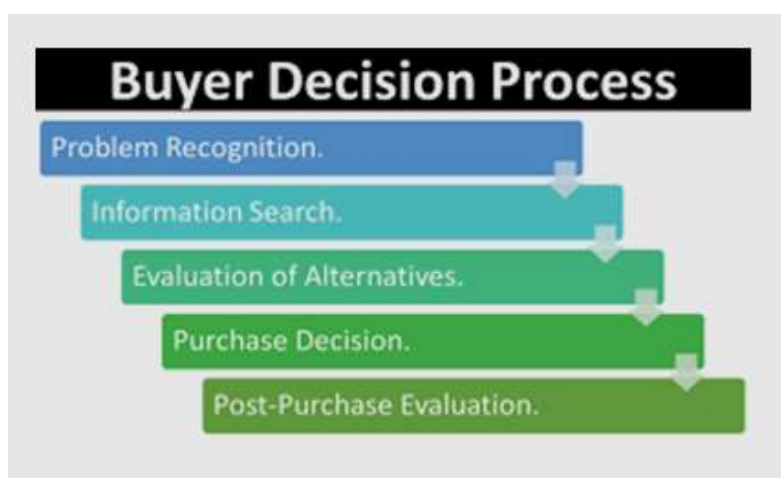 Buyer Decision Process
Problem Recognition.
Information Search.
Evaluation of Alternatives.
Purchase Decision.
Post-Purchase Evaluation.